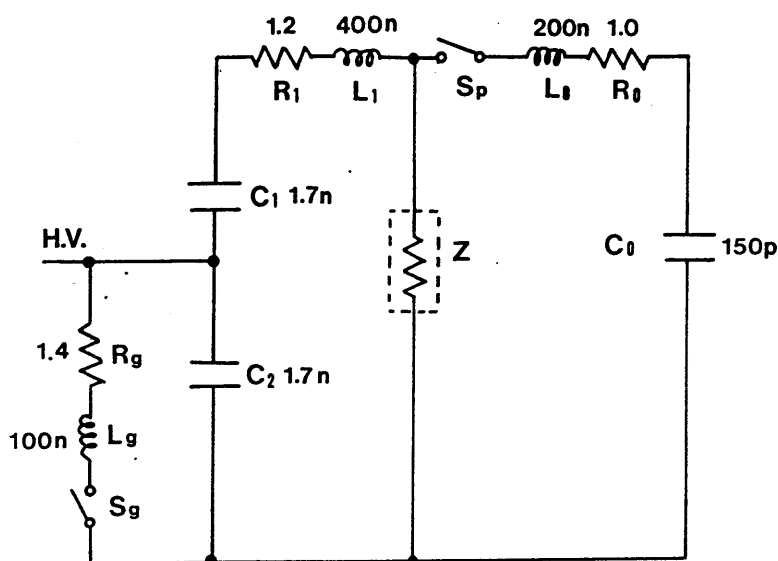 1.2 400n 200n 1.0
R1 L1 Sp L0 R0
C1 1.7n
H.V.
Z
C0 150p
1.4 Rg
C2 1.7n
100n Lg
Sg